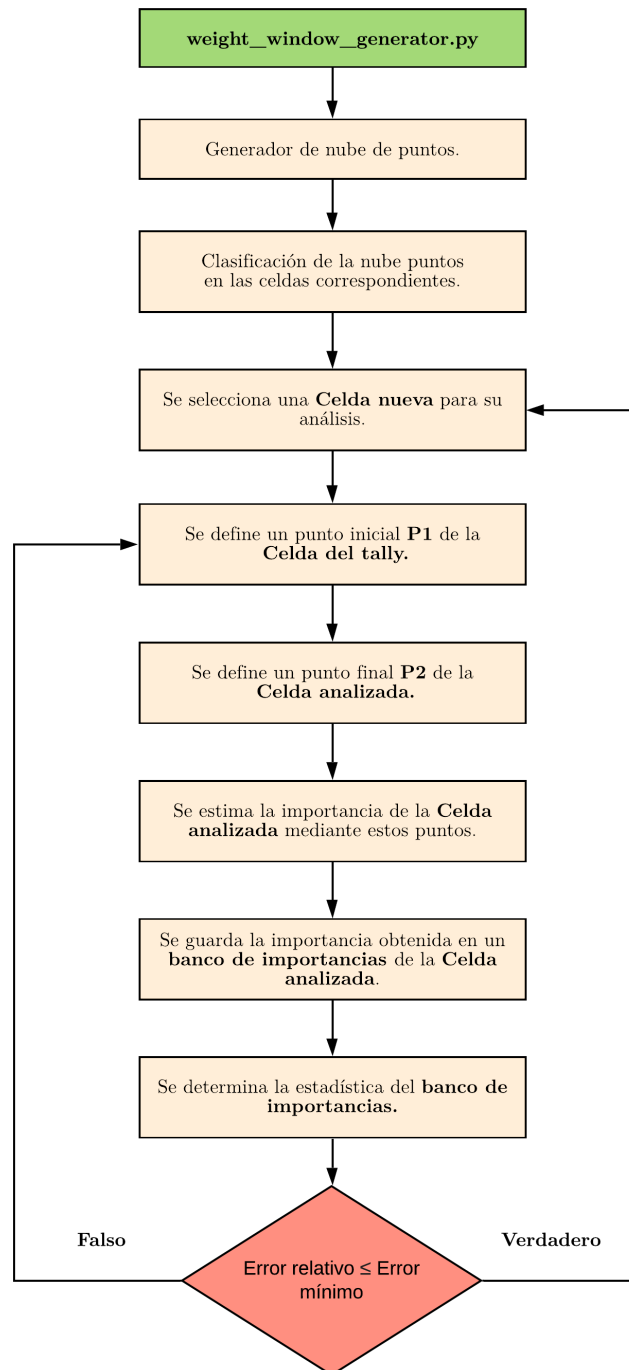 weight_window_generator.py
Generador de nube de puntos.
Clasificación de la nube puntos
en las celdas correspondientes.
Se selecciona una Celda nueva para su
análisis.
Se define un punto inicial P1 de la
Celda del tally.
Se define un punto final P2 de la
Celda analizada.
Se estima la importancia de la Celda
analizada mediante estos puntos.
Se guarda la importancia obtenida en un
banco de importancias de la Celda
analizada.
Se determina la estadística del banco de
importancias.
Falso
Verdadero
Error relativo ≤ Error
mínimo